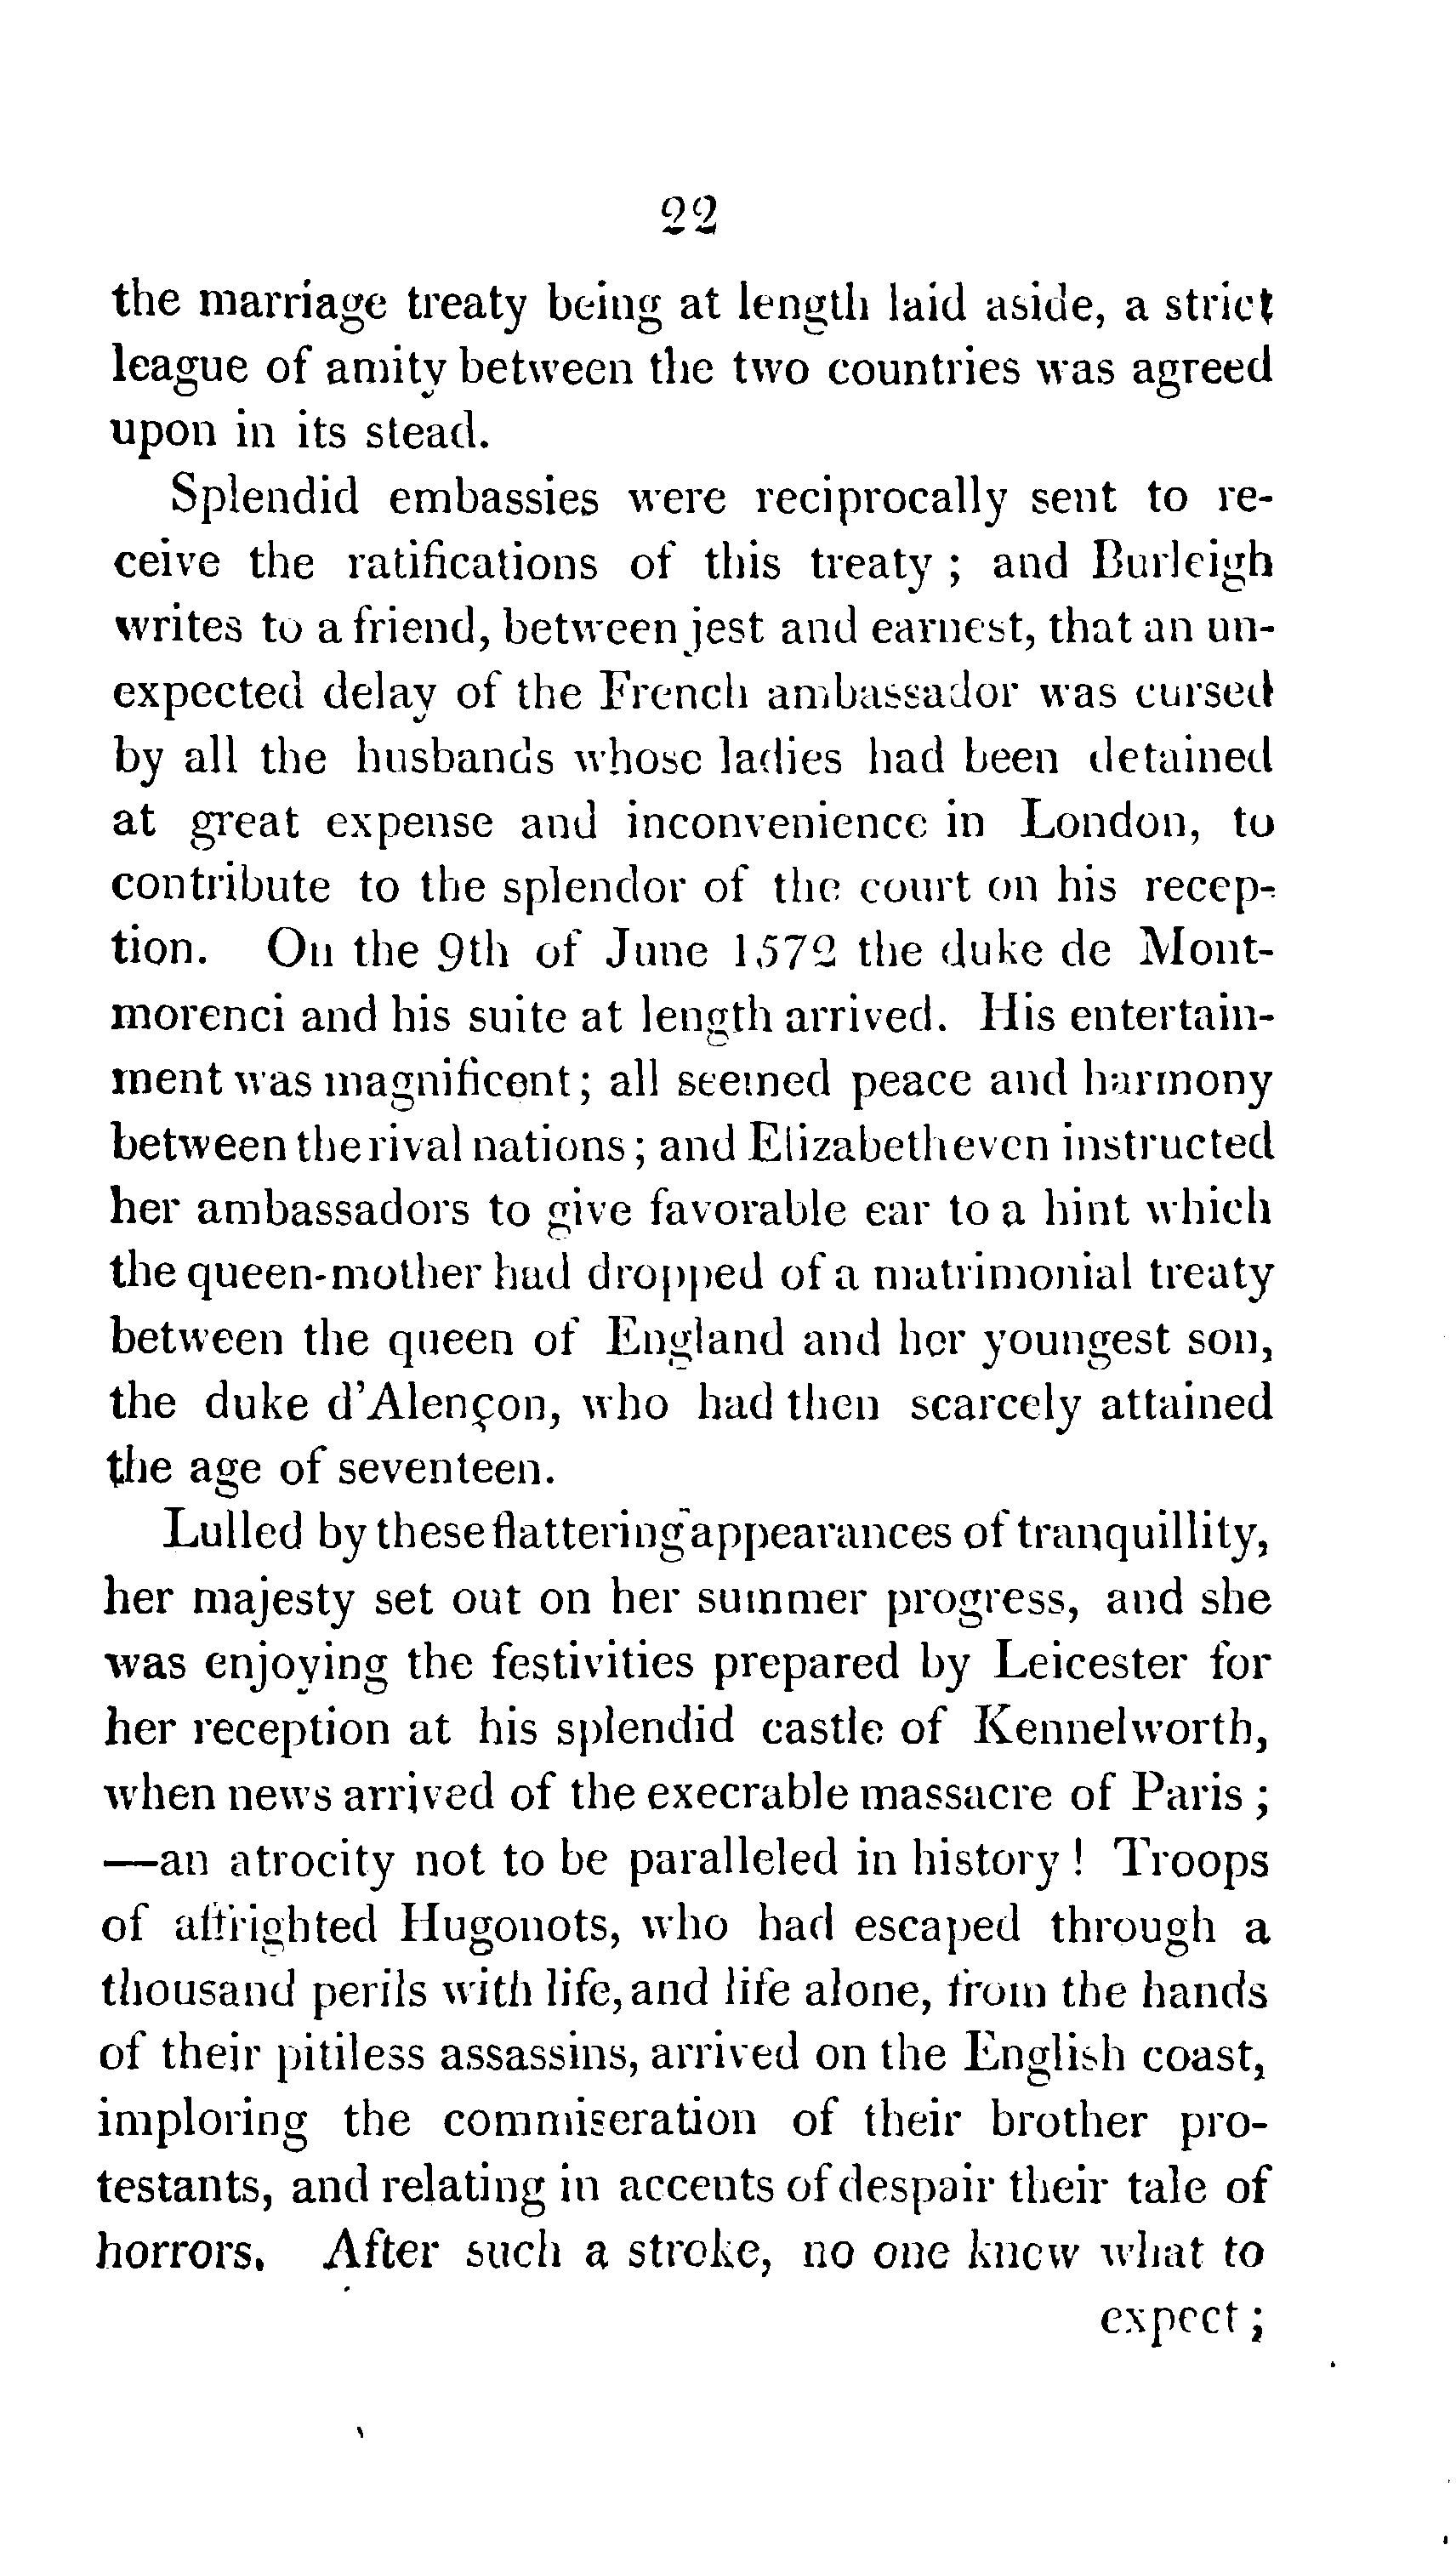 22
the marriage treaty being at length laid aside, a strict
league of amity between the two countries was agreed
upon in its stead.
Splendid embassies were reciprocally sent to re-
ceive the ratifications of this treaty ; and Burleigh
writes to a friend, between jest and earnest, that an un-
expected delay of the French ambassador was cursed
by all the husbands whose ladies had been detained
at great expense and inconvenience in London, to
contribute to the splendor of the court on his recep-
tion. On the 9th of June 1572 the duke de Mont-
morenci and his suite at length arrived. His entertain-
ment was magnificent ; all seemed peace and harmony
between the rival nations ; and Elizabeth even instructed
her ambassadors to give favorable ear to a hint which
the queen-mother had dropped of a matrimonial treaty
between the queen of England and her youngest son,
the duke d'Alençon, who had then scarcely attained
the age of seventeen.
Lulled by these flattering appearances of tranquillity,
her majesty set out on her summer progress, and she
was enjoying the festivities prepared by Leicester for
her reception at his splendid castle of Kennelworth,
when news arrived of the execrable massacre of Paris ;
—an atrocity not to be paralleled in history ! Troops
of affrighted Hugonots, who had escaped through a
thousand perils with life, and life alone, from the hands
of their pitiless assassins, arrived on the English coast,
imploring the commiseration of their brother pro-
testants, and relating in accents of despair their tale of
horrors. After such a stroke, no one knew what to
expect ;